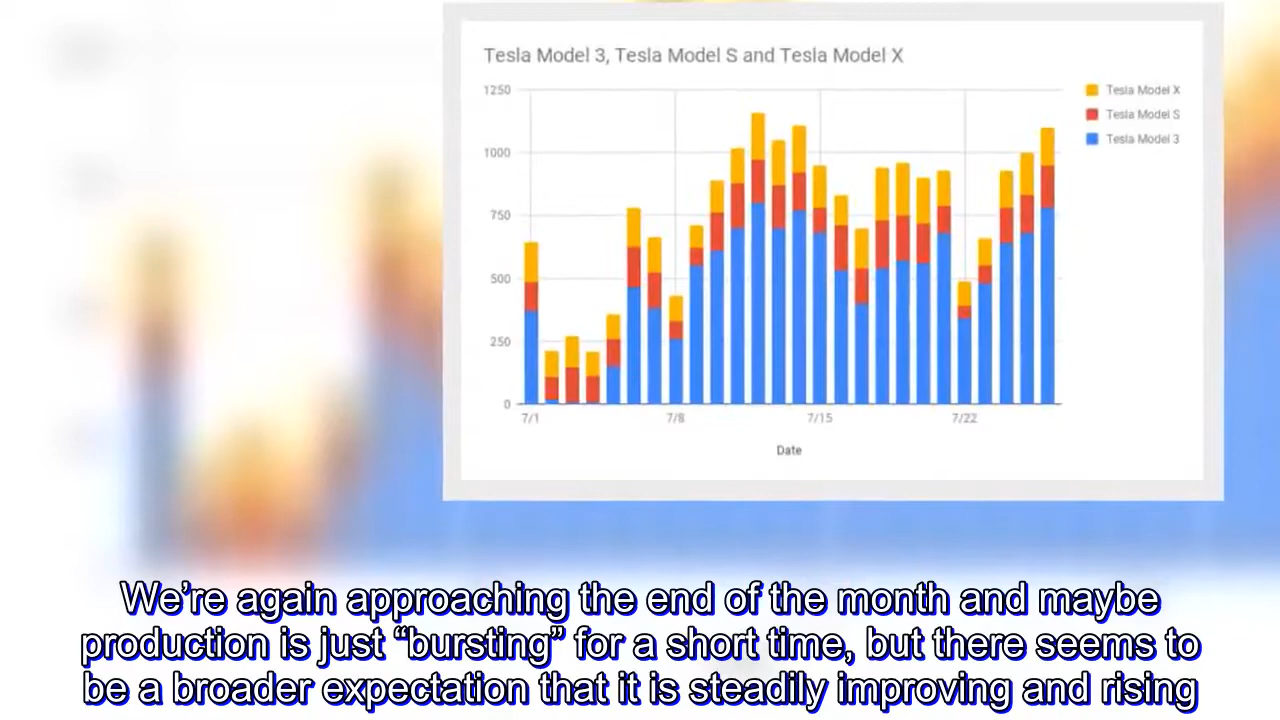 Tesla Model 3, Tesla Model S and Tesla Model X
1250
1000
750
500
250
0
7/1
7/8
7/15
7/22
Date
Tesla Model X
Tesla Model S
Tesla Model 3
We’re again approaching the end of the month and maybe
production is just “bursting” for a short time, but there seems to
be a broader expectation that it is steadily improving and rising